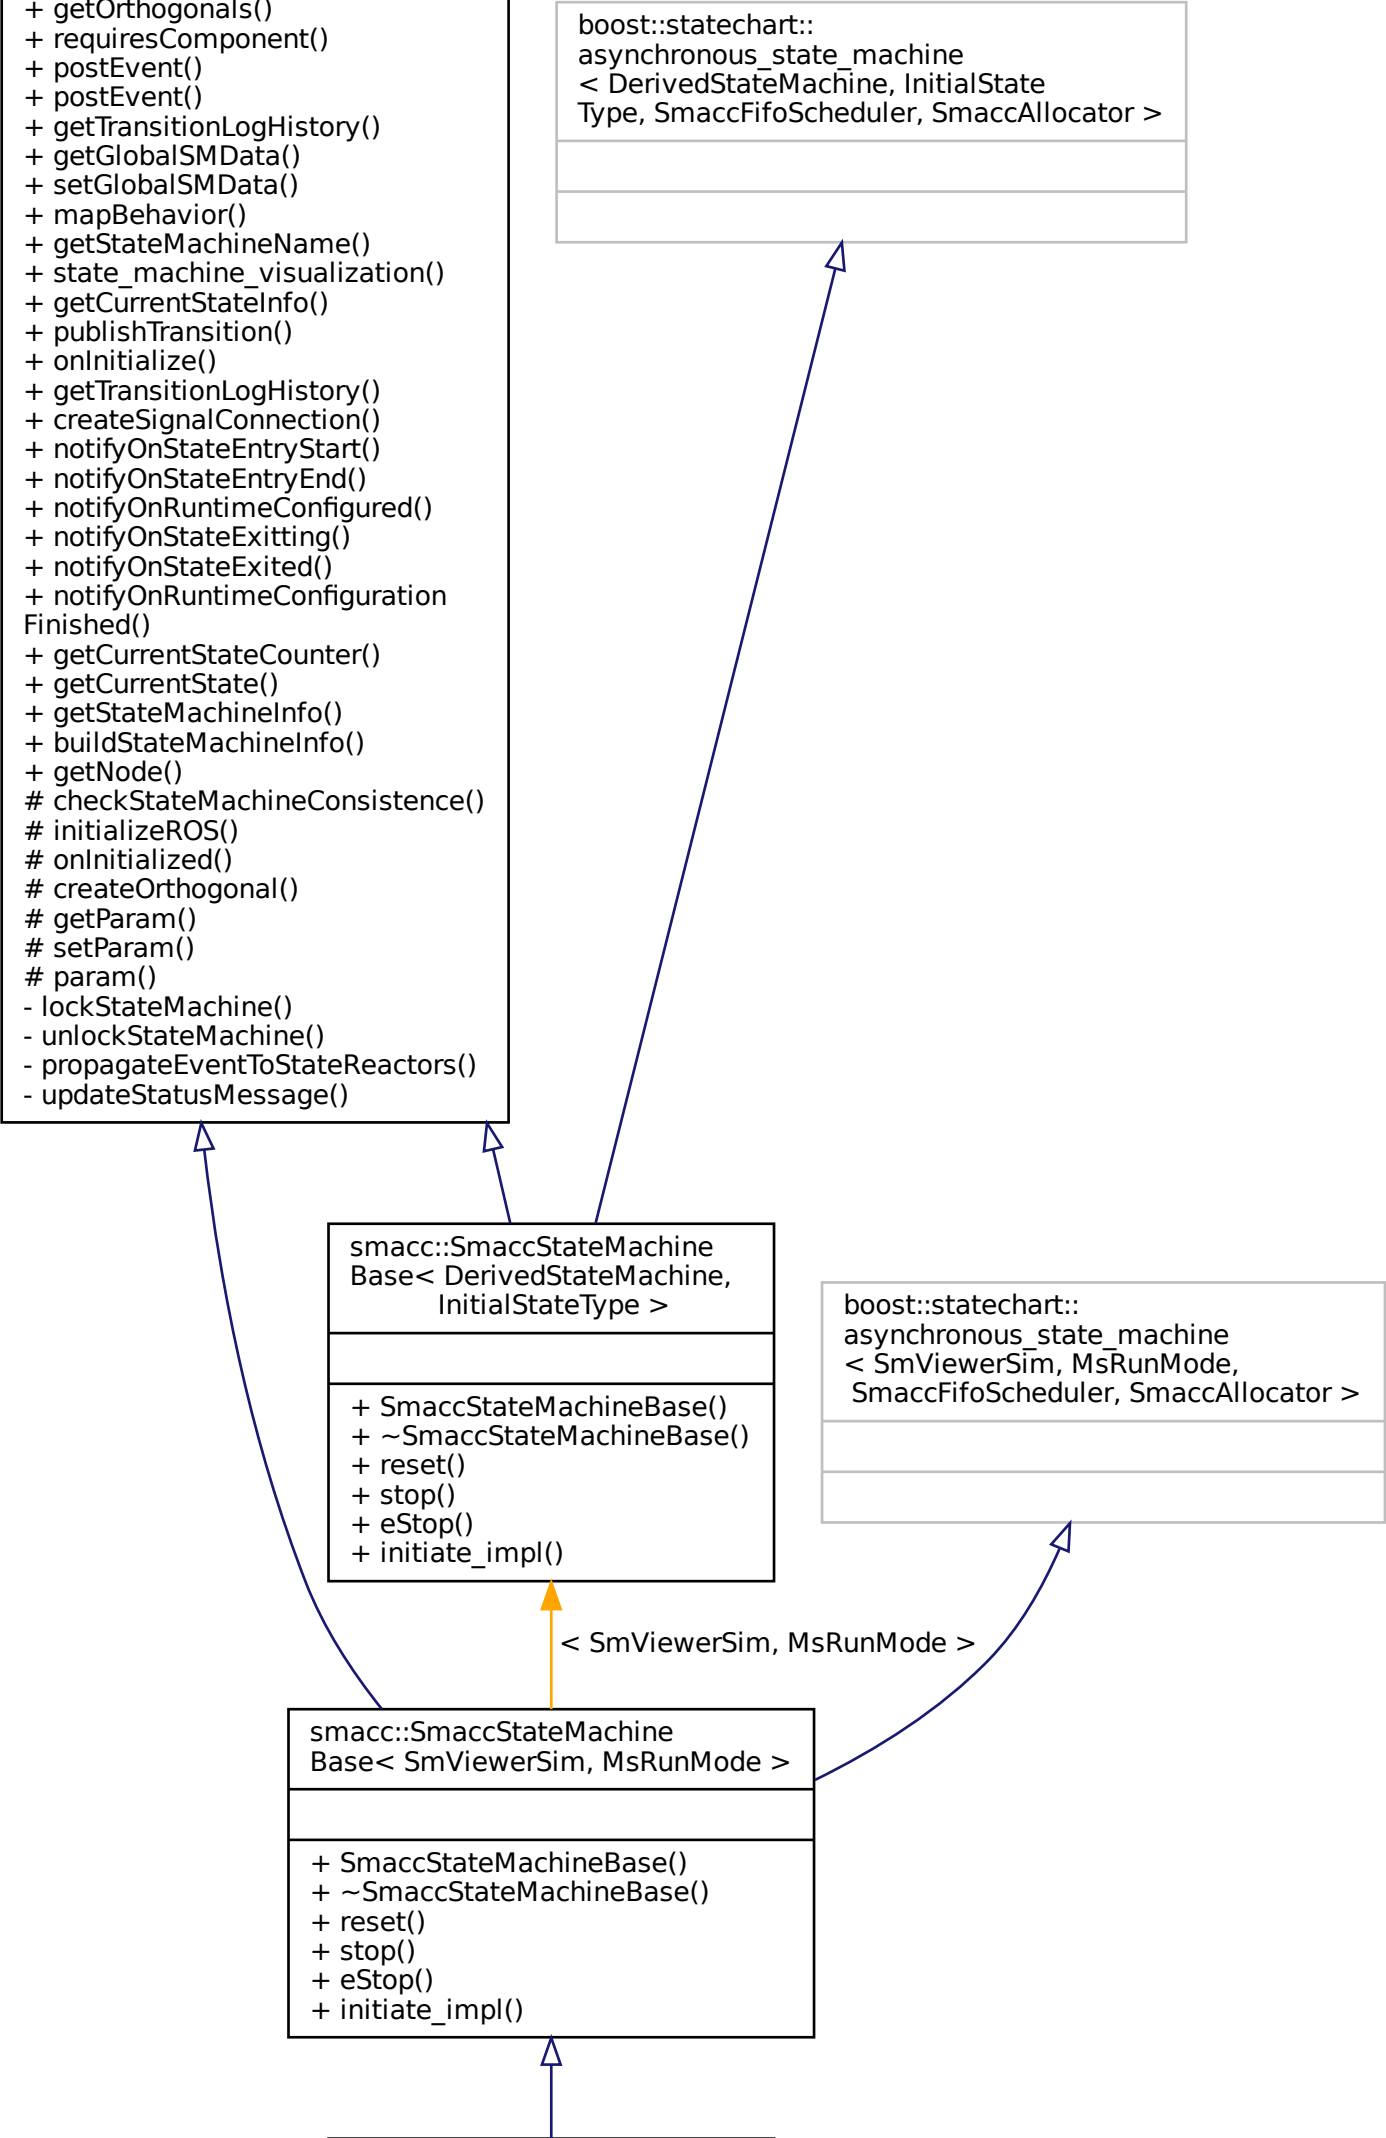 + getOrthogonals()
+ requiresComponent()
+ postEvent()
+ postEvent()
+ getTransitionLogHistory()
+ getGlobalSMData()
+ setGlobalSMData()
+ mapBehavior()
+ getStateMachineName()
+ state_machine_visualization()
+ getCurrentStateInfo()
+ publishTransition()
+ onInitialize()
+ getTransitionLogHistory()
+ createSignalConnection()
+ notifyOnStateEntryStart()
+ notifyOnStateEntryEnd()
+ notifyOnRuntimeConfigured()
+ notifyOnStateExitting()
+ notifyOnStateExited()
+ notifyOnRuntimeConfiguration
Finished()
+ getCurrentStateCounter()
+ getCurrentState()
+ getStateMachineInfo()
+ buildStateMachineInfo()
+ getNode()
# checkStateMachineConsistence()
# initializeROS()
# onInitialized()
# createOrthogonal()
# getParam()
# setParam()
# param()
- lockStateMachine()
- unlockStateMachine()
- propagateEventToStateReactors()
- updateStatusMessage()
boost::statechart::
asynchronous_state_machine
< DerivedStateMachine, InitialState
Type, SmaccFifoScheduler, SmaccAllocator >
smacc::SmaccStateMachine
Base< DerivedStateMachine,
InitialStateType >
+ SmaccStateMachineBase()
+ ~SmaccStateMachineBase()
+ reset()
+ stop()
+ eStop()
+ initiate_impl()
boost::statechart::
asynchronous_state_machine
< SmViewerSim, MsRunMode,
SmaccFifoScheduler, SmaccAllocator >
< SmViewerSim, MsRunMode >
smacc::SmaccStateMachine
Base< SmViewerSim, MsRunMode >
+ SmaccStateMachineBase()
+ ~SmaccStateMachineBase()
+ reset()
+ stop()
+ eStop()
+ initiate_impl()